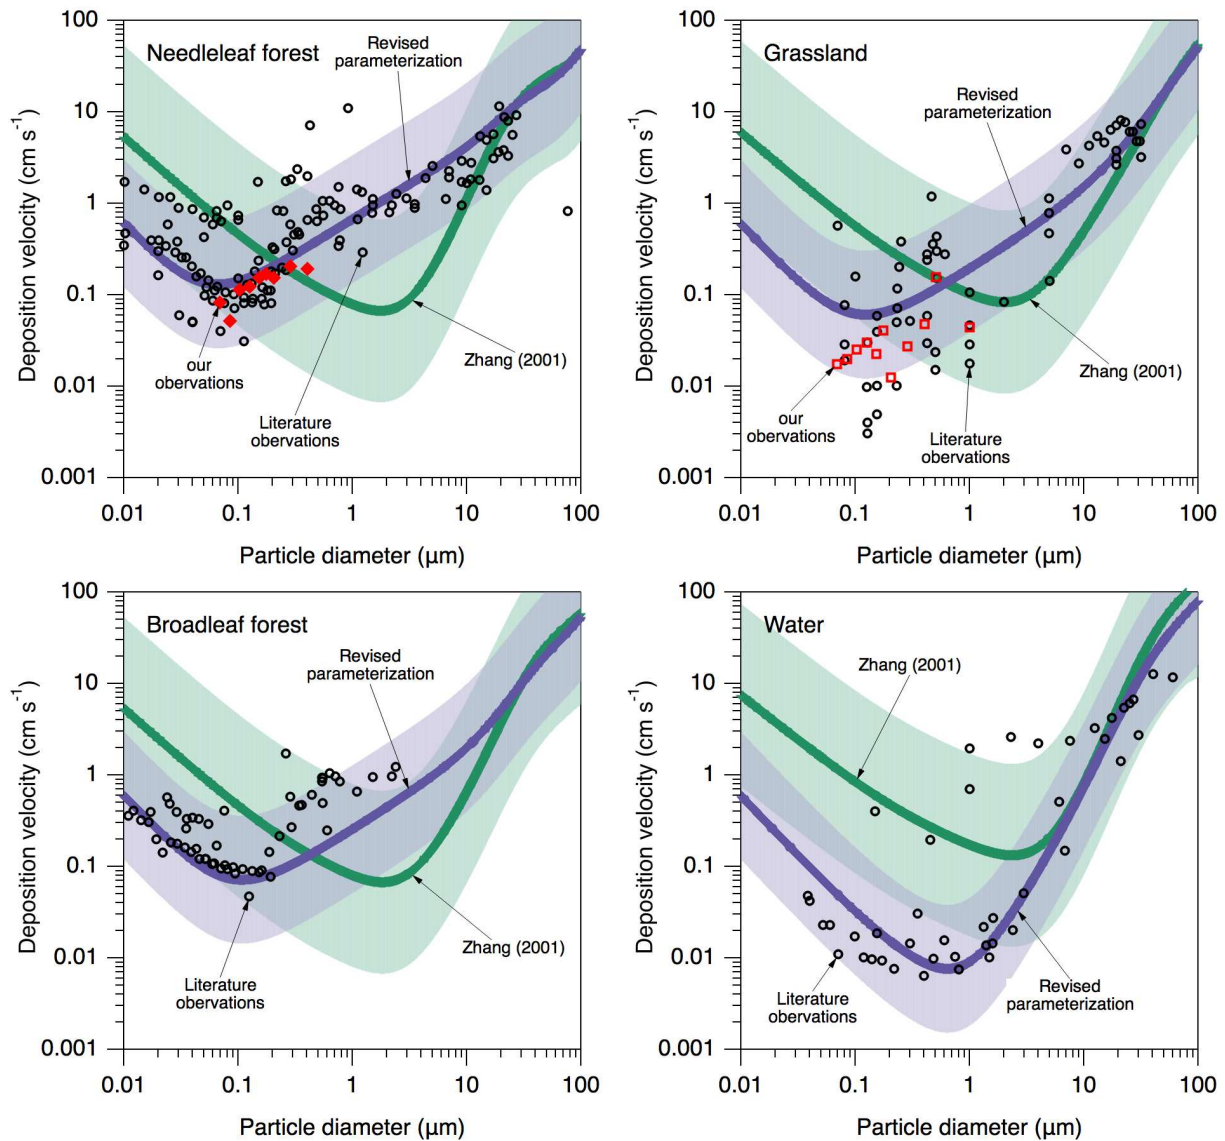 Needleleaf forest
Revised
parameterization
our
obervations
Literature
obervations
Zhang (2001)
Deposition velocity (cm s-1)
100
10
1
0.1
0.01
0.001
0.01
0.1
1
10
100
Particle diameter (µm)
Grassland
Revised
parameterization
our
obervations
Literature
obervations
Zhang (2001)
Deposition velocity (cm s-1)
100
10
1
0.1
0.01
0.001
0.01
0.1
1
10
100
Particle diameter (µm)
Broadleaf forest
Revised
parameterization
Literature
obervations
Zhang (2001)
Deposition velocity (cm s-1)
100
10
1
0.1
0.01
0.001
0.01
0.1
1
10
100
Particle diameter (µm)
Water
Zhang (2001)
Literature
obervations
Revised
parameterization
Deposition velocity (cm s-1)
100
10
1
0.1
0.01
0.001
0.01
0.1
1
10
100
Particle diameter (µm)